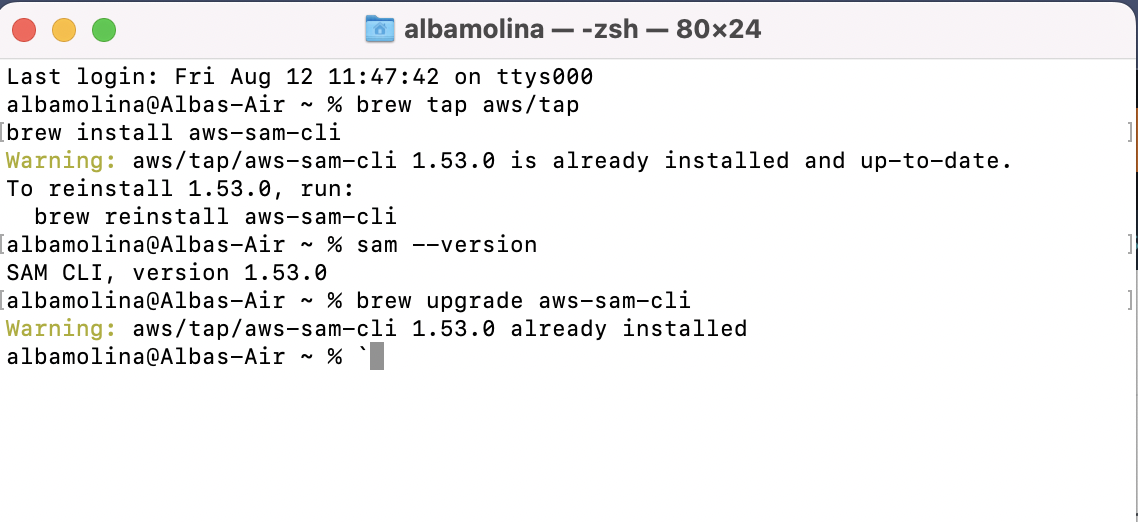 albamolina — -zsh — 80×24
Last login: Fri Aug 12 11:47:42 on ttys000
albamolina@Albas-Air ~ % brew tap aws/tap
[brew install aws-sam-cli ]
Warning: aws/tap/aws-sam-cli 1.53.0 is already installed and up-to-date.
To reinstall 1.53.0, run:
  brew reinstall aws-sam-cli
[albamolina@Albas-Air ~ % sam --version ]
SAM CLI, version 1.53.0
[albamolina@Albas-Air ~ % brew upgrade aws-sam-cli ]
Warning: aws/tap/aws-sam-cli 1.53.0 already installed
albamolina@Albas-Air ~ % `